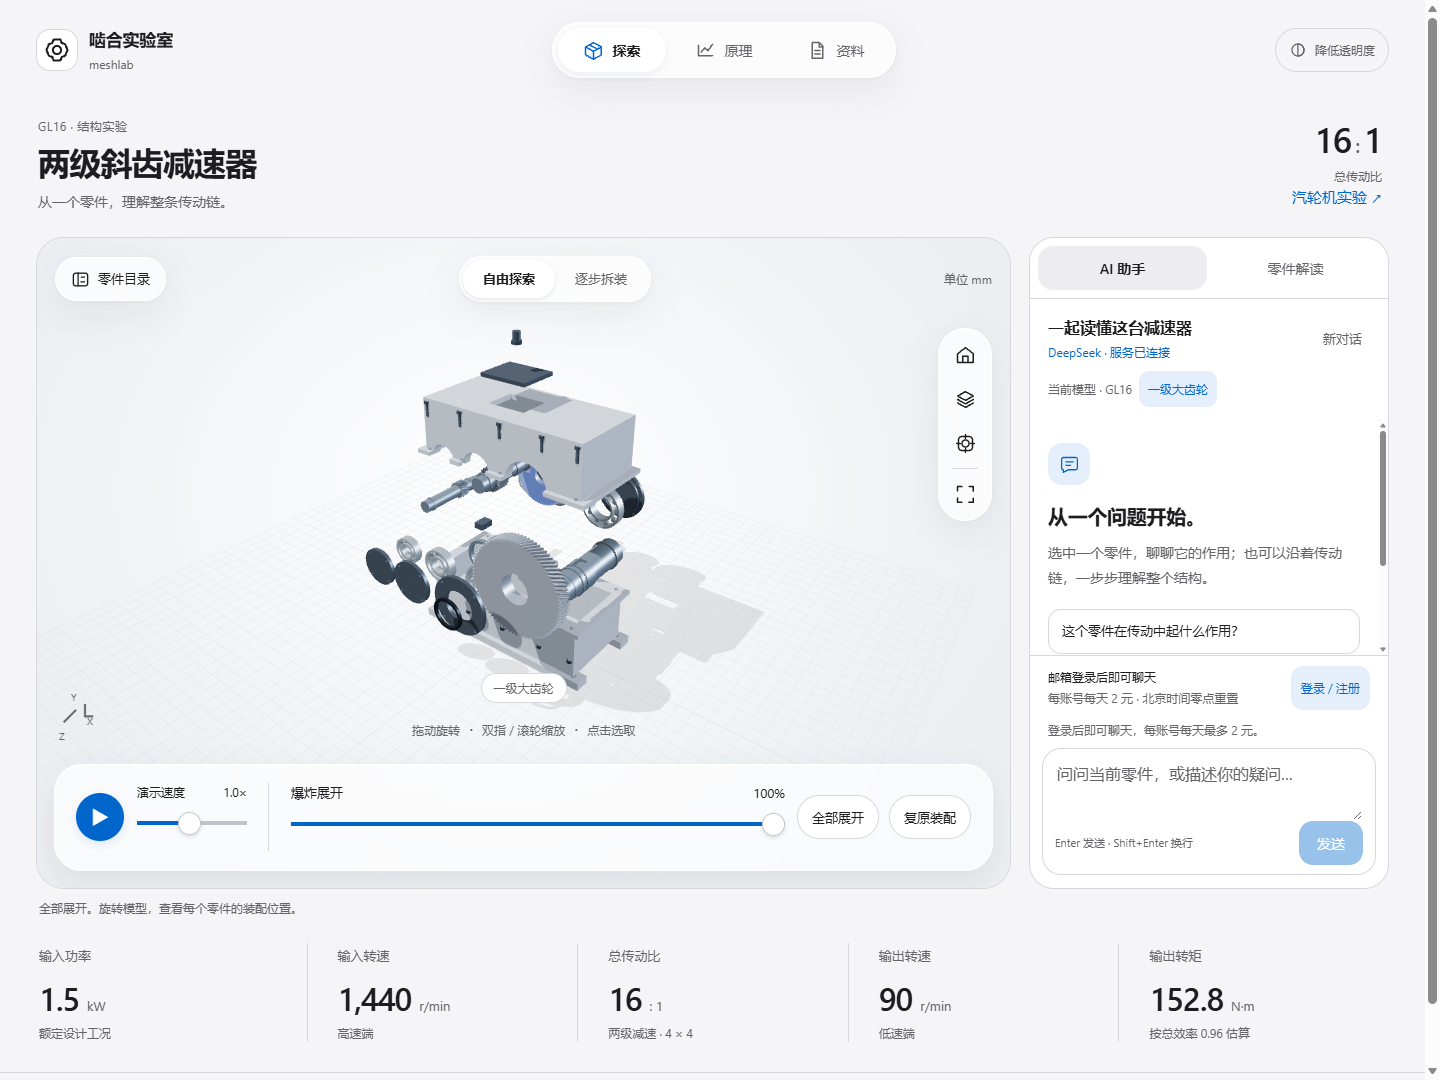 啮合实验室
meshlab
探索
原理
资料
降低透明度
GL16 · 结构实验
两级斜齿减速器
从一个零件，理解整条传动链。
16 : 1
总传动比
汽轮机实验 ↗
零件目录
自由探索
逐步拆装
单位 mm
一级大齿轮
拖动旋转 · 双指 / 滚轮缩放 · 点击选取
Y
X
Z
演示速度
1.0×
爆炸展开
100%
全部展开
复原装配
AI 助手
零件解读
一起读懂这台减速器
DeepSeek · 服务已连接
新对话
当前模型 · GL16
一级大齿轮
从一个问题开始。
选中一个零件，聊聊它的作用；也可以沿着传动
链，一步步理解整个结构。
这个零件在传动中起什么作用？
邮箱登录后即可聊天
每账号每天 2 元 · 北京时间零点重置
登录 / 注册
登录后即可聊天，每账号每天最多 2 元。
问问当前零件，或描述你的疑问...
Enter 发送 · Shift+Enter 换行
发送
全部展开。旋转模型，查看每个零件的装配位置。
输入功率
1.5 kW
额定设计工况
输入转速
1,440 r/min
高速端
总传动比
16 : 1
两级减速 · 4 × 4
输出转速
90 r/min
低速端
输出转矩
152.8 N·m
按总效率 0.96 估算